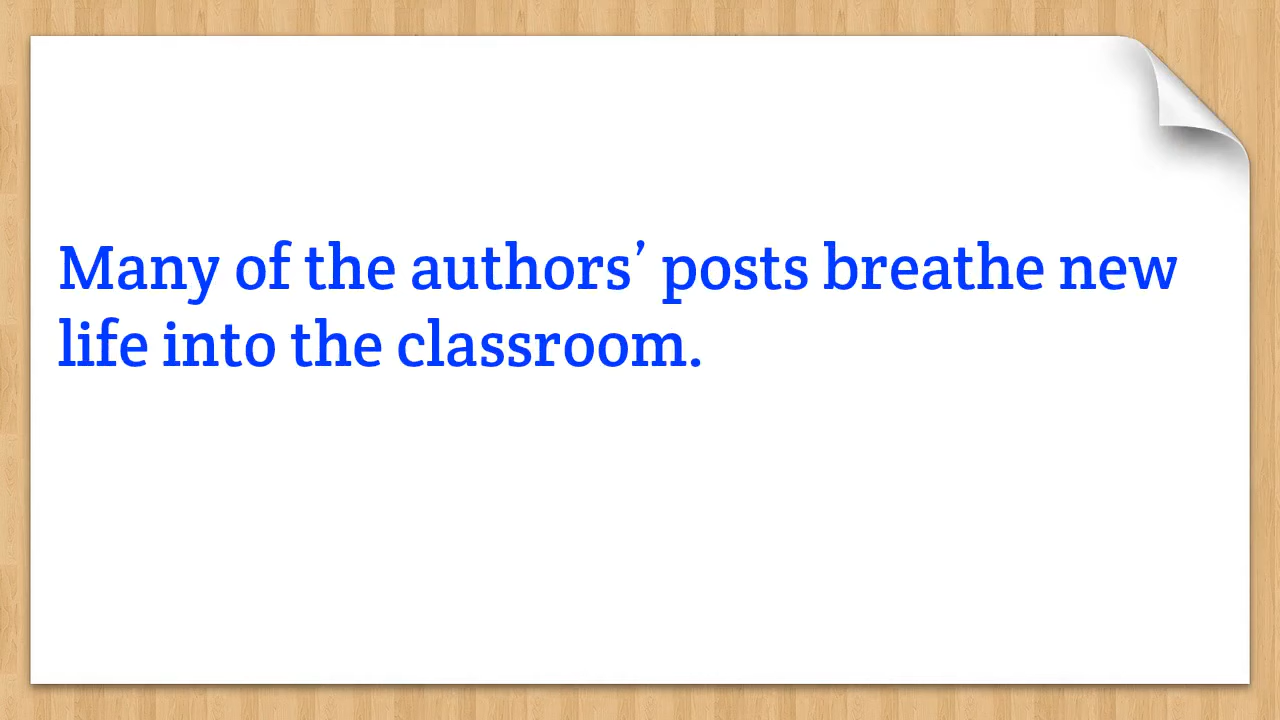 Many of the authors’ posts breathe new
life into the classroom.